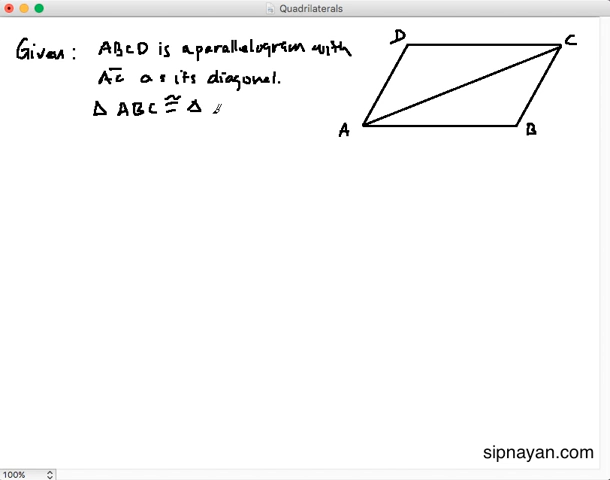 Quadrilaterals
Given: ABCD is a parallelogram with
AC as its diagonal.
Δ ABC ≅ Δ
D
C
A
B
sipnayan.com
100%